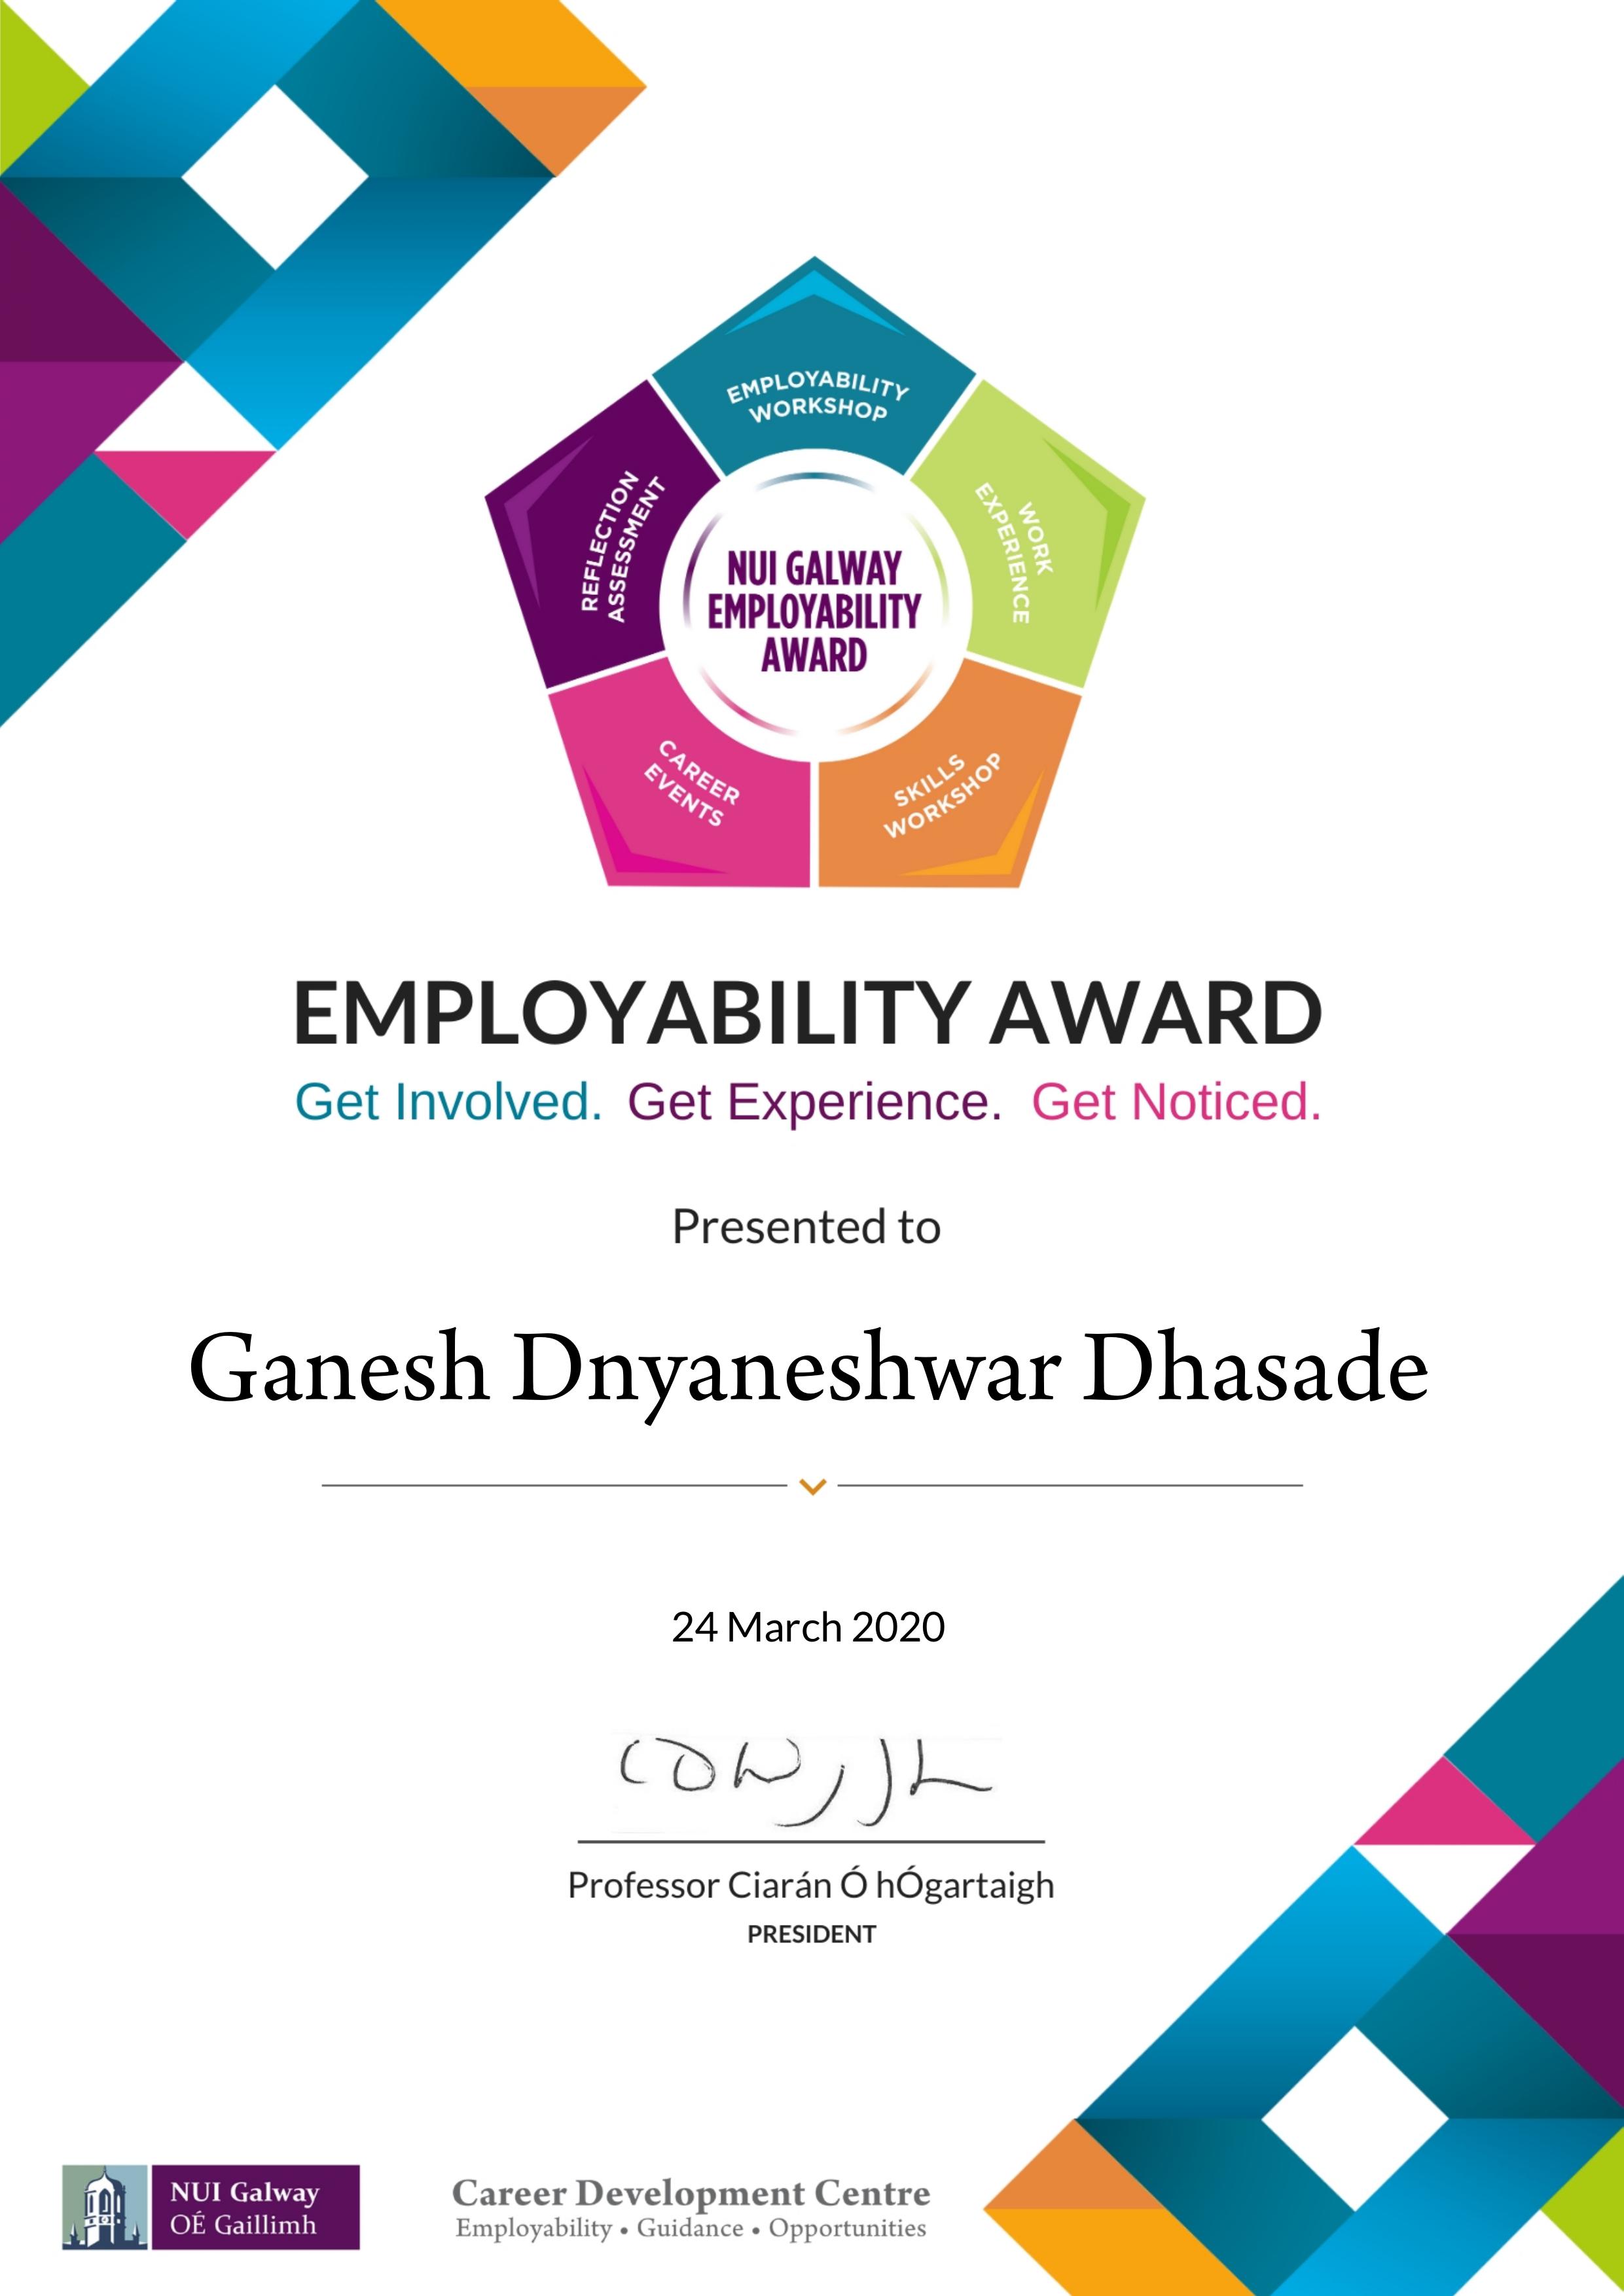 EMPLOYABILITY
WORKSHOP
REFLECTION
ASSESSMENT
WORK
EXPERIENCE
NUI GALWAY
EMPLOYABILITY
AWARD
CAREER
EVENTS
SKILLS
WORKSHOP
EMPLOYABILITY AWARD
Get Involved. Get Experience. Get Noticed.
Presented to
Ganesh Dnyaneshwar Dhasade
24 March 2020
Professor Ciarán Ó hÓgartaigh
PRESIDENT
NUI Galway
OÉ Gaillimh
Career Development Centre
Employability • Guidance • Opportunities